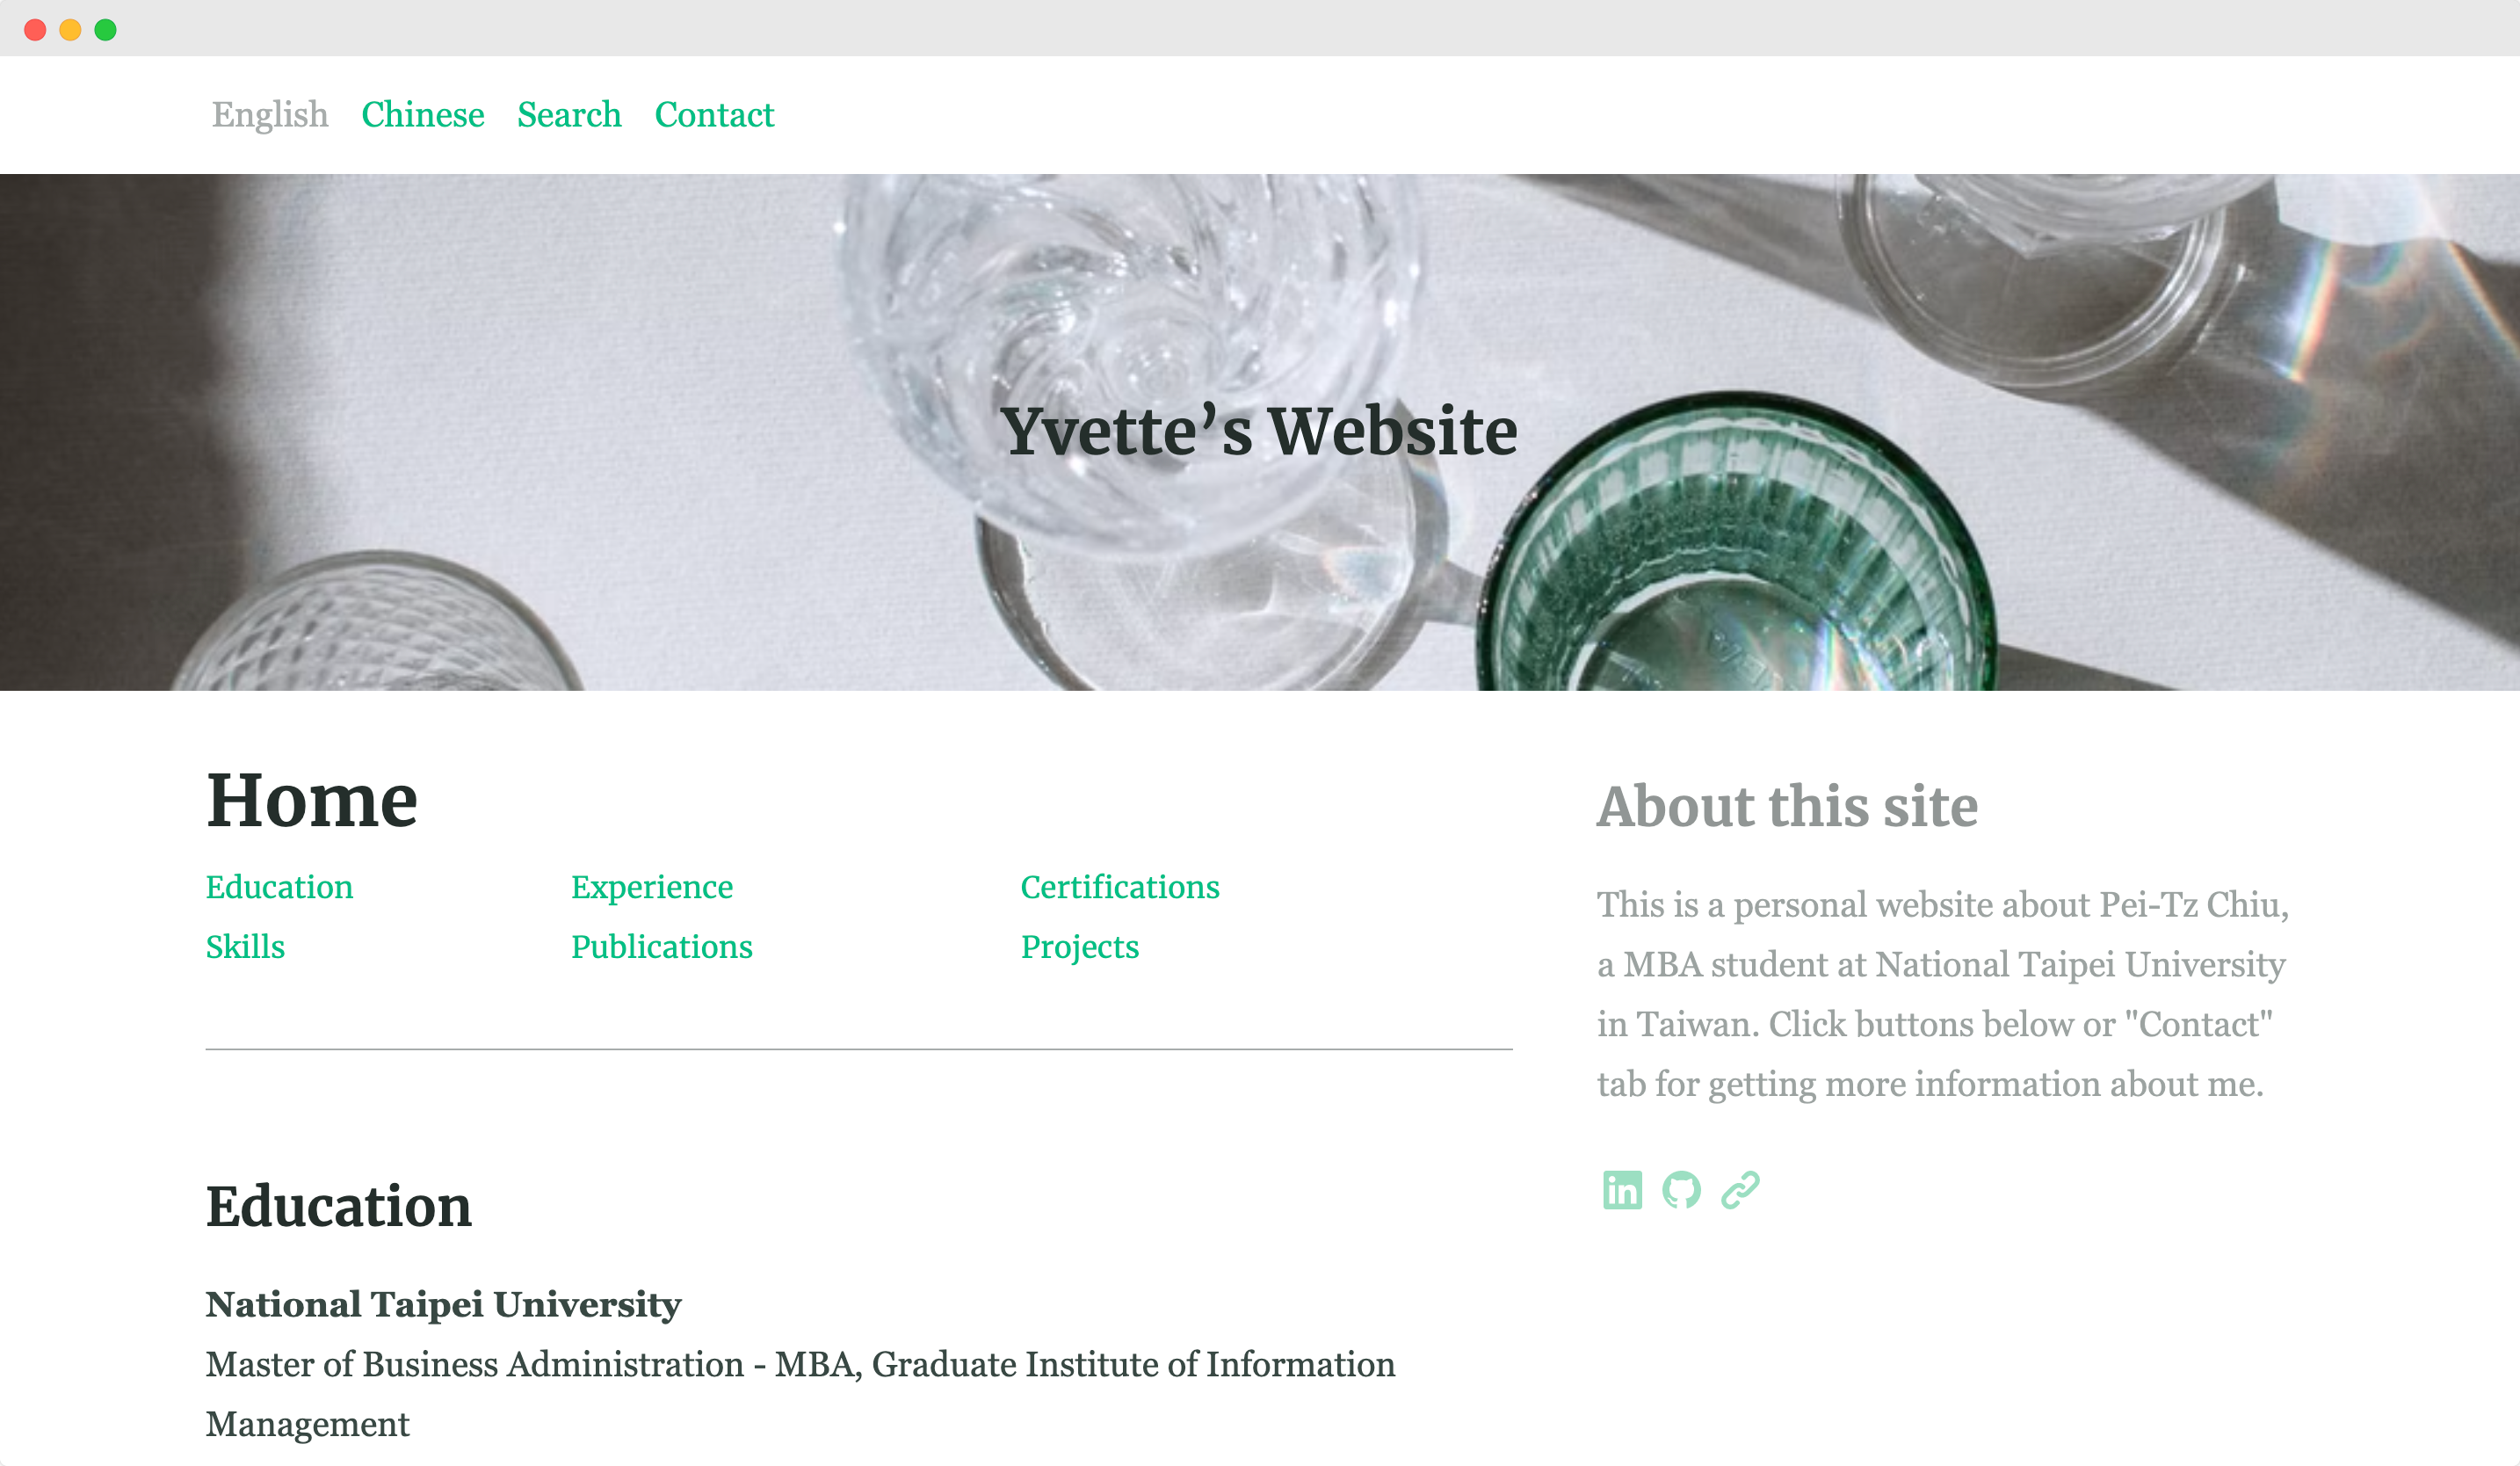 English Chinese Search Contact
Yvette’s Website
Home
Education Experience Certifications
Skills Publications Projects
Education
National Taipei University
Master of Business Administration - MBA, Graduate Institute of Information
Management
About this site
This is a personal website about Pei-Tz Chiu,
a MBA student at National Taipei University
in Taiwan. Click buttons below or "Contact"
tab for getting more information about me.
in